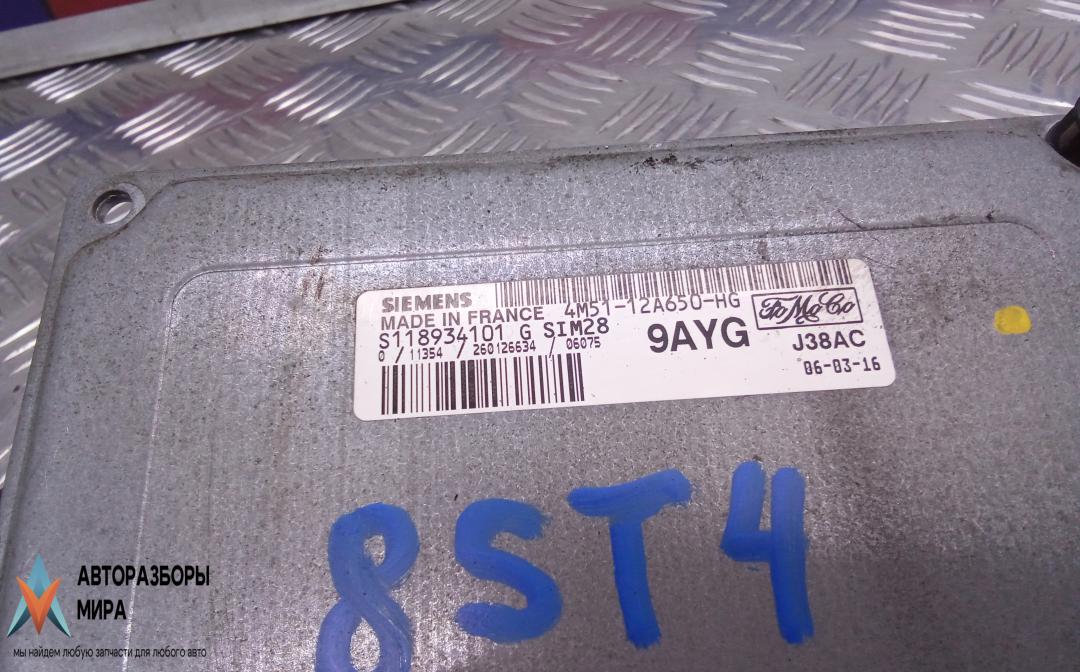 SIEMENS
MADE IN FRANCE 4M51-12A650-HG
FoMoCo
S118934101 G SIM28
0 / 11354 / 260126634 / 06075
9AYG
J38AC
06-03-16
8ST4
АВТОРАЗБОРЫ
МИРА
мы найдем любую запчасти для любого авто